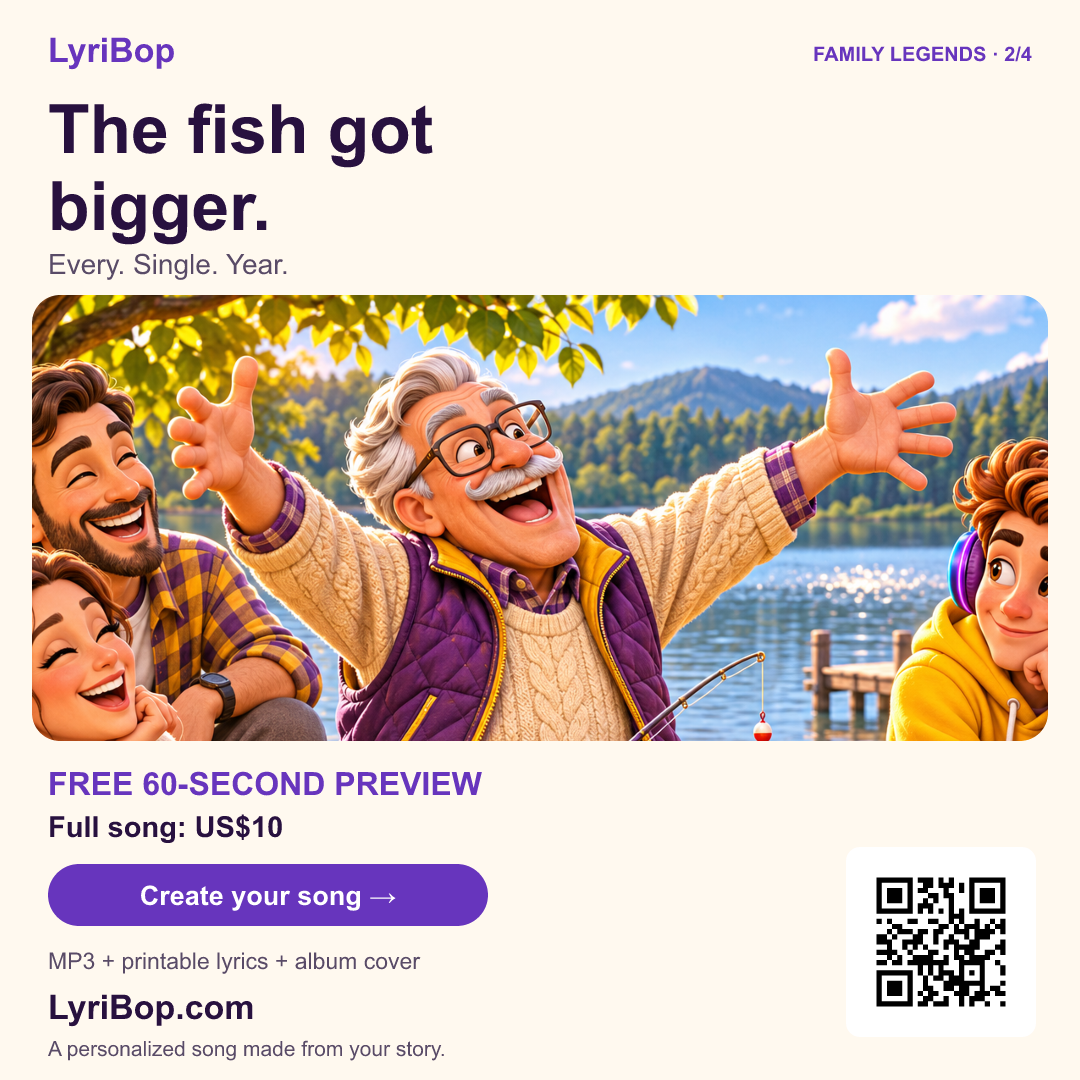 LyriBop
FAMILY LEGENDS · 2/4
The fish got
bigger.
Every. Single. Year.
FREE 60-SECOND PREVIEW
Full song: US$10
Create your song →
MP3 + printable lyrics + album cover
LyriBop.com
A personalized song made from your story.